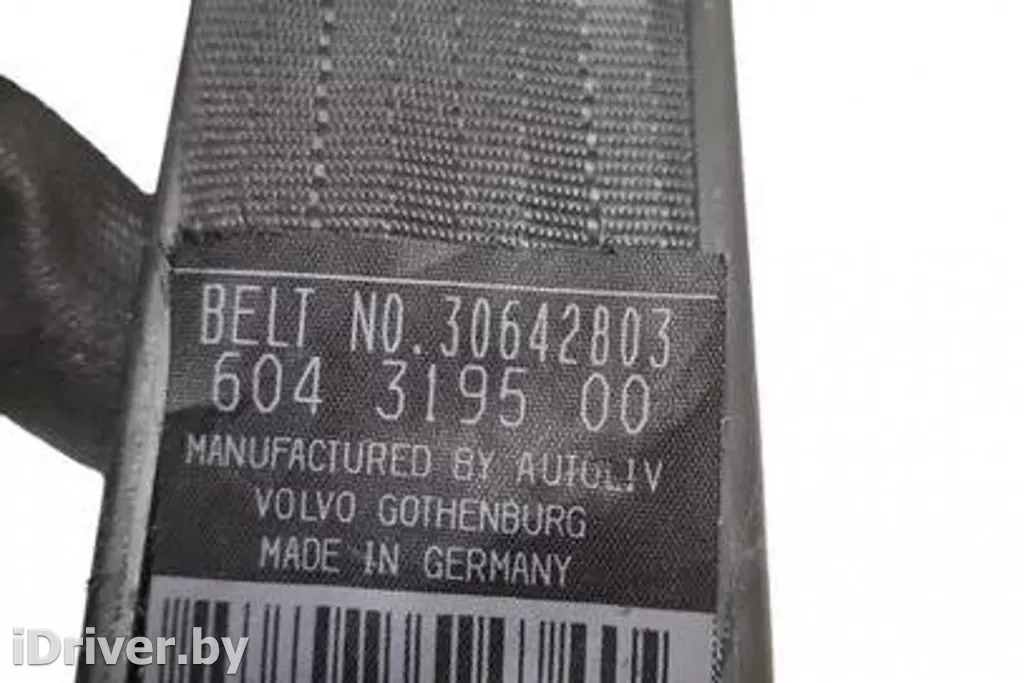 BELT NO.30642803
604 3195 00
MANUFACTURED BY AUTOLIV
VOLVO GOTHENBURG
MADE IN GERMANY
iDriver.by